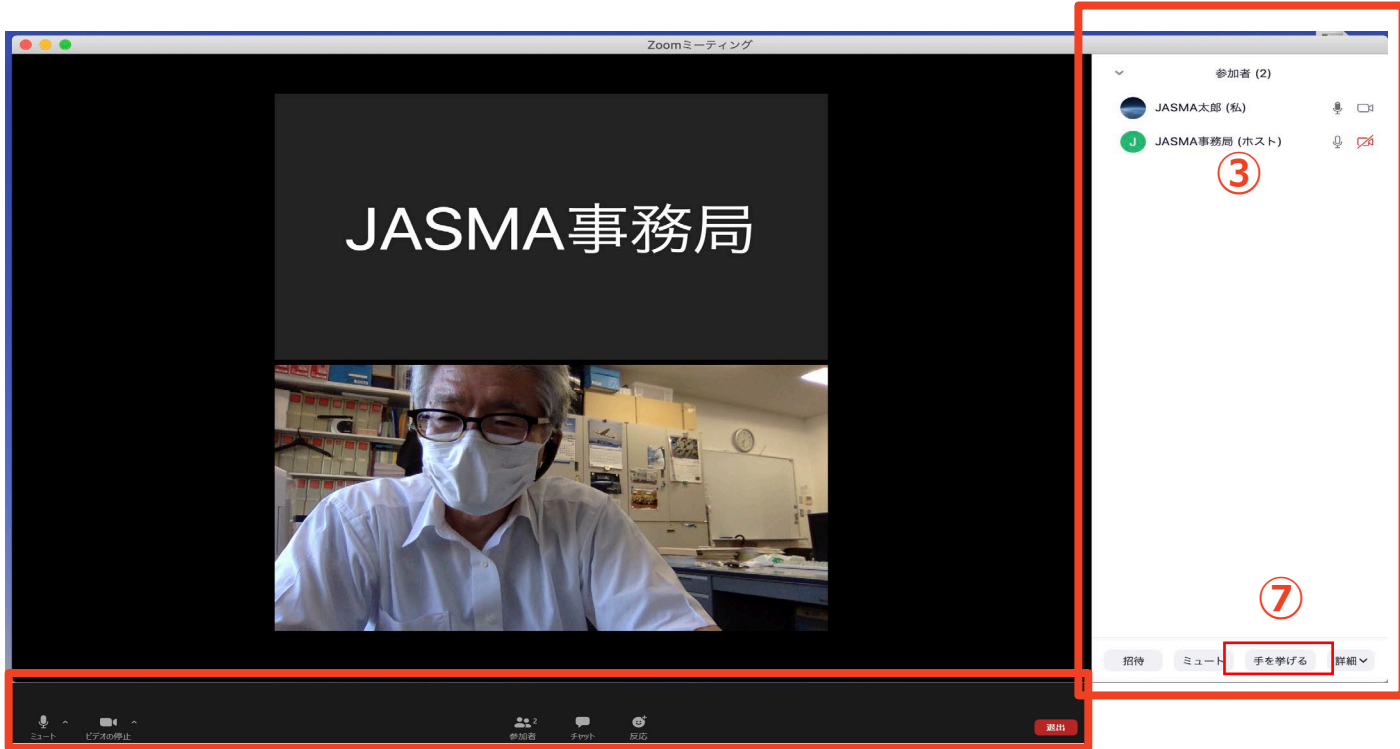 Zoomミーティング
参加者 (2)
JASMA太郎 (私)
J JASMA事務局 (ホスト)
③
JASMA事務局
⑦
招待 ミュート 手を挙げる 詳細
ミュート ビデオの停止 参加者 2 チャット 反応 退出